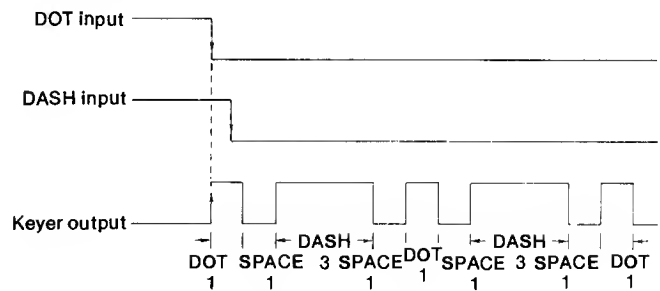 DOT input
DASH input
Keyer output
DASH DOT DASH
DOT SPACE 3 SPACE 1 SPACE 3 SPACE DOT
1 1 1 1 1 1